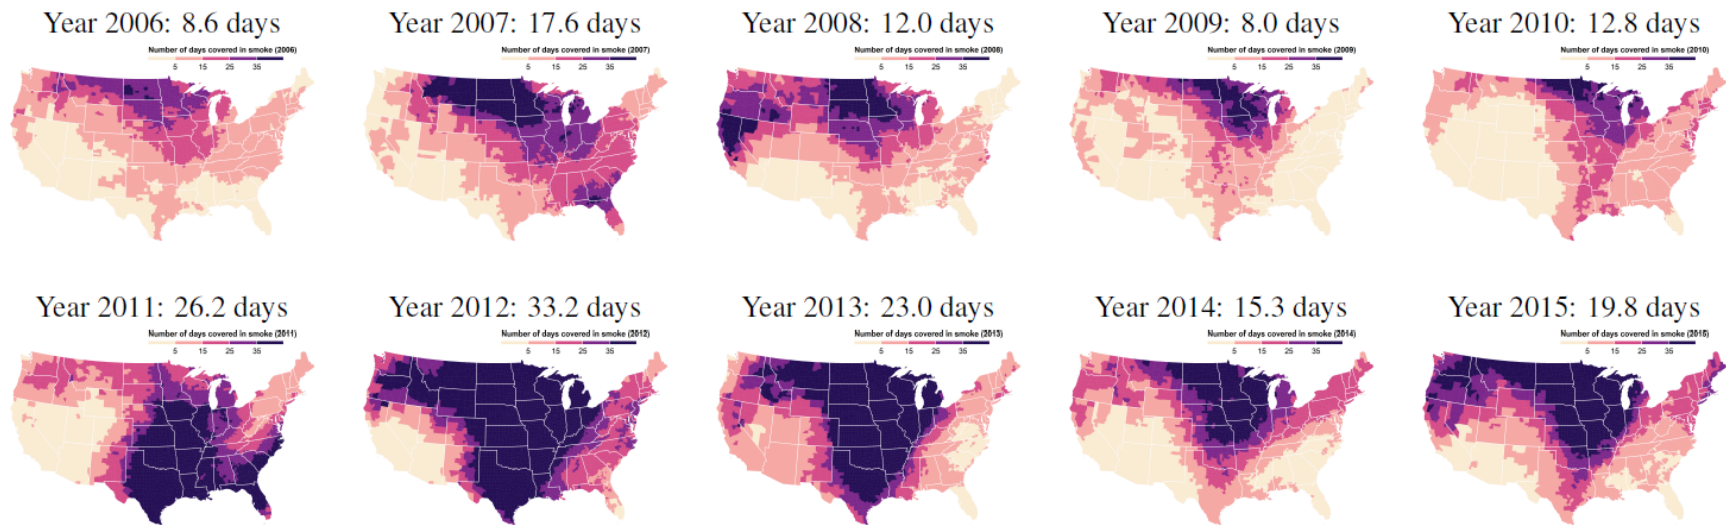 Year 2006: 8.6 days
Number of days covered in smoke (2006)
5 15 25 35
Year 2007: 17.6 days
Number of days covered in smoke (2007)
5 15 25 35
Year 2008: 12.0 days
Number of days covered in smoke (2008)
5 15 25 35
Year 2009: 8.0 days
Number of days covered in smoke (2009)
5 15 25 35
Year 2010: 12.8 days
Number of days covered in smoke (2010)
5 15 25 35
Year 2011: 26.2 days
Number of days covered in smoke (2011)
5 15 25 35
Year 2012: 33.2 days
Number of days covered in smoke (2012)
5 15 25 35
Year 2013: 23.0 days
Number of days covered in smoke (2013)
5 15 25 35
Year 2014: 15.3 days
Number of days covered in smoke (2014)
5 15 25 35
Year 2015: 19.8 days
Number of days covered in smoke (2015)
5 15 25 35